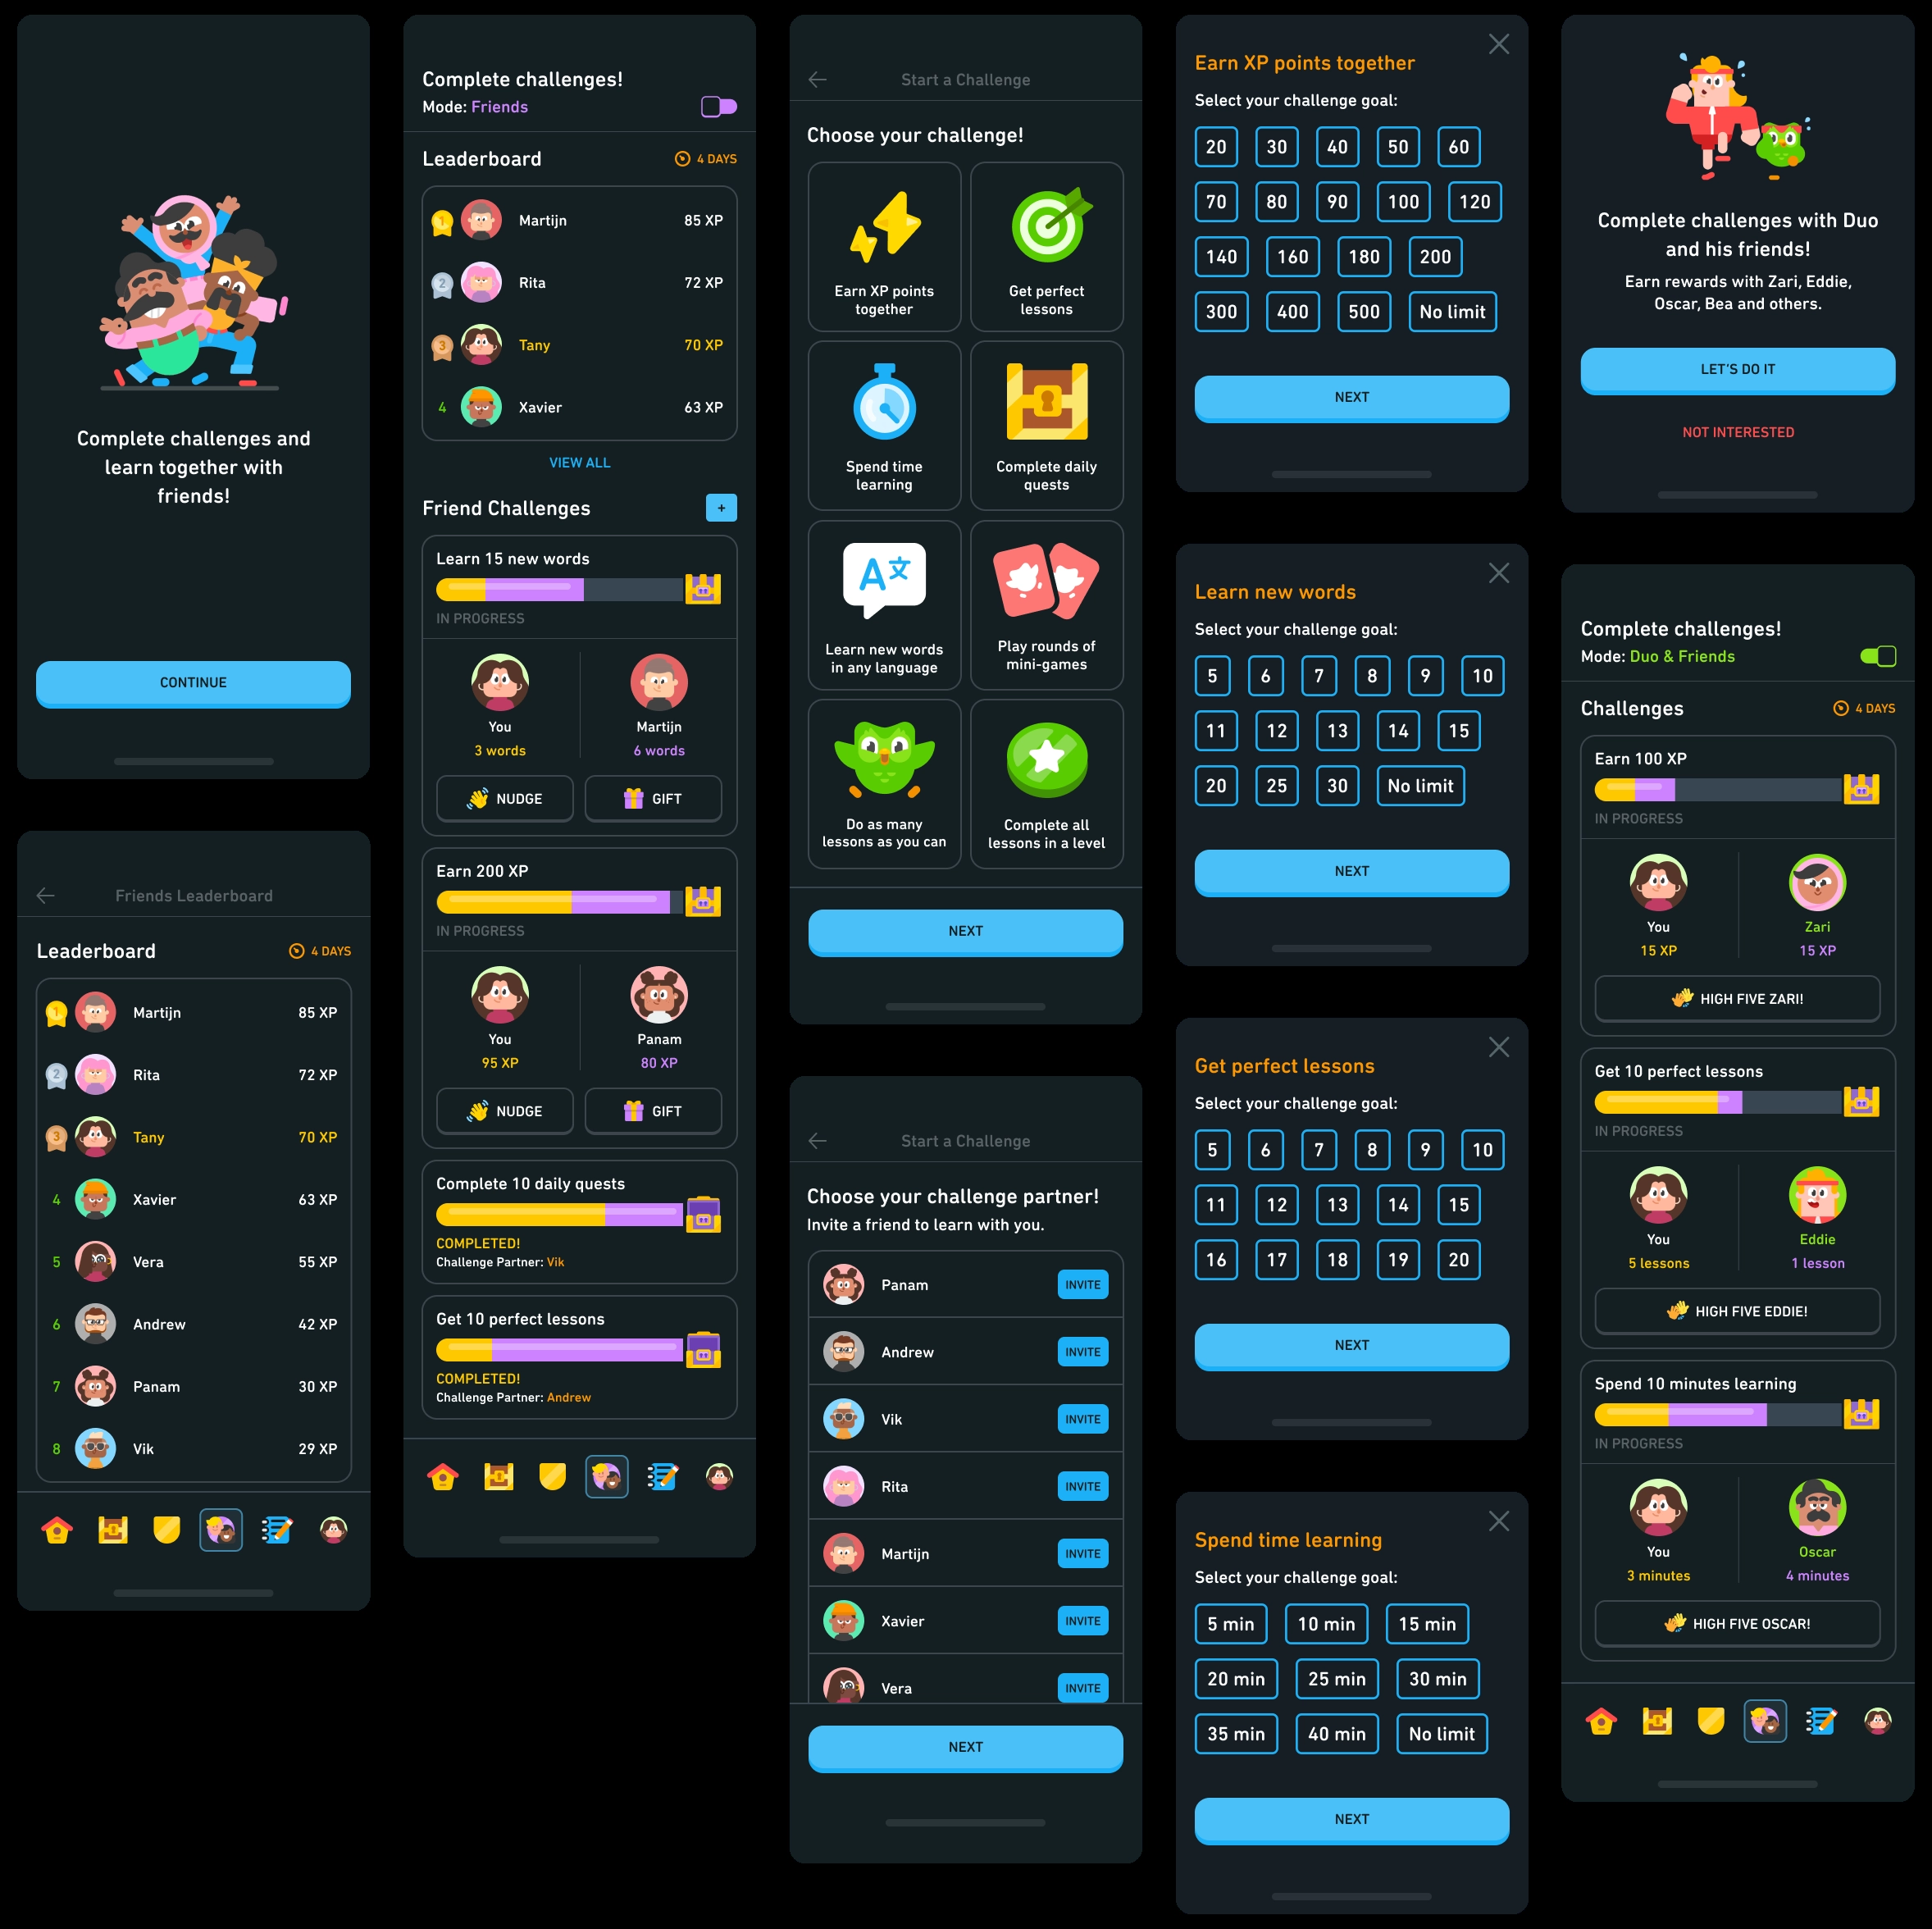 Complete challenges and
learn together with
friends!
CONTINUE
Friends Leaderboard
Leaderboard
4 DAYS
1
Martijn
85 XP
2
Rita
72 XP
3
Tany
70 XP
4
Xavier
63 XP
5
Vera
55 XP
6
Andrew
42 XP
7
Panam
30 XP
8
Vik
29 XP
Complete challenges!
Mode: Friends
Leaderboard
4 DAYS
1
Martijn
85 XP
2
Rita
72 XP
3
Tany
70 XP
4
Xavier
63 XP
VIEW ALL
Friend Challenges
+
Learn 15 new words
IN PROGRESS
You
3 words
Martijn
6 words
NUDGE
GIFT
Earn 200 XP
IN PROGRESS
You
95 XP
Panam
80 XP
NUDGE
GIFT
Complete 10 daily quests
COMPLETED!
Challenge Partner: Vik
Get 10 perfect lessons
COMPLETED!
Challenge Partner: Andrew
Start a Challenge
Choose your challenge!
Earn XP points
together
Get perfect
lessons
Spend time
learning
Complete daily
quests
A文
Learn new words
in any language
Play rounds of
mini-games
Do as many
lessons as you can
Complete all
lessons in a level
NEXT
Start a Challenge
Choose your challenge partner!
Invite a friend to learn with you.
Panam
INVITE
Andrew
INVITE
Vik
INVITE
Rita
INVITE
Martijn
INVITE
Xavier
INVITE
Vera
INVITE
NEXT
Earn XP points together
Select your challenge goal:
20 30 40 50 60
70 80 90 100 120
140 160 180 200
300 400 500 No limit
NEXT
Learn new words
Select your challenge goal:
5 6 7 8 9 10
11 12 13 14 15
20 25 30 No limit
NEXT
Get perfect lessons
Select your challenge goal:
5 6 7 8 9 10
11 12 13 14 15
16 17 18 19 20
NEXT
Spend time learning
Select your challenge goal:
5 min 10 min 15 min
20 min 25 min 30 min
35 min 40 min No limit
NEXT
Complete challenges with Duo
and his friends!
Earn rewards with Zari, Eddie,
Oscar, Bea and others.
LET'S DO IT
NOT INTERESTED
Complete challenges!
Mode: Duo & Friends
Challenges
4 DAYS
Earn 100 XP
IN PROGRESS
You
15 XP
Zari
15 XP
HIGH FIVE ZARI!
Get 10 perfect lessons
IN PROGRESS
You
5 lessons
Eddie
1 lesson
HIGH FIVE EDDIE!
Spend 10 minutes learning
IN PROGRESS
You
3 minutes
Oscar
4 minutes
HIGH FIVE OSCAR!